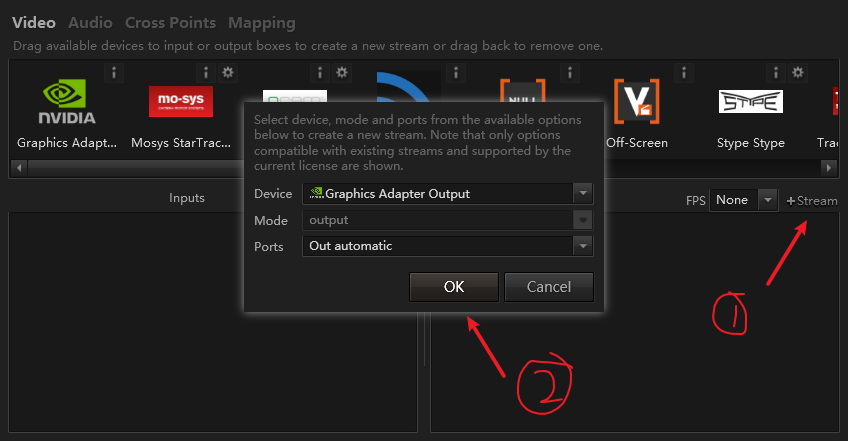 Video Audio Cross Points Mapping
Drag available devices to input or output boxes to create a new stream or drag back to remove one.
NVIDIA
mo-sys
CAMERA MOTION SYSTEMS
NULL
V
STYPE
Graphics Adapt...
Mosys StarTrac...
Off-Screen
Stype Stype
Trac
Select device, mode and ports from the available options
below to create a new stream. Note that only options
compatible with existing streams and supported by the
current license are shown.
Inputs
FPS None +Stream
Device Graphics Adapter Output
Mode output
Ports Out automatic
OK Cancel
1
2